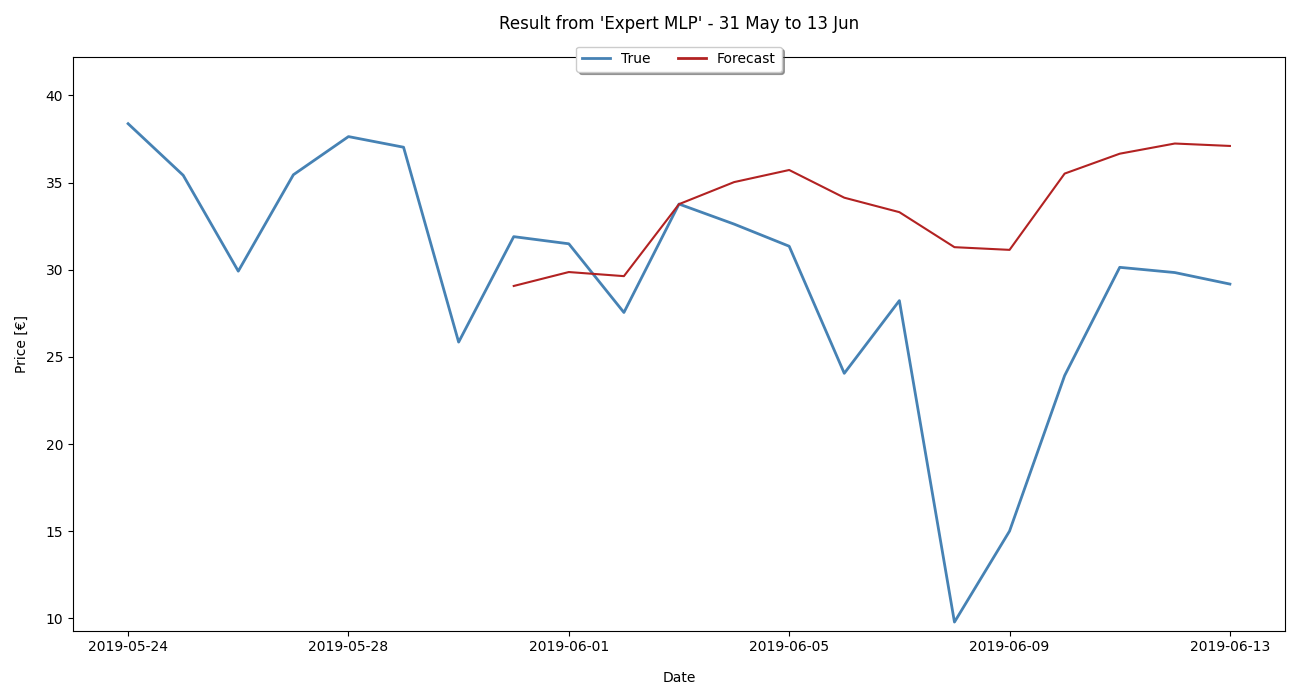 Result from 'Expert MLP' - 31 May to 13 Jun
True Forecast
40
35
30
25
20
15
10
Price [€]
2019-05-24 2019-05-28 2019-06-01 2019-06-05 2019-06-09 2019-06-13
Date